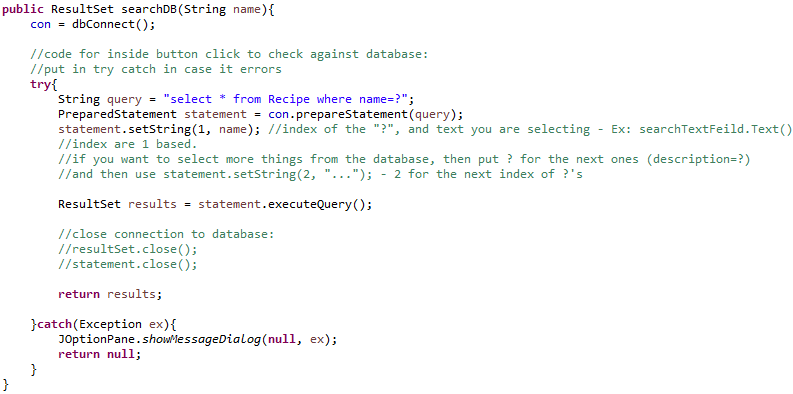 public ResultSet searchDB(String name){
con = dbConnect();
//code for inside button click to check against database:
//put in try catch in case it errors
try{
String query = "select * from Recipe where name=?";
PreparedStatement statement = con.prepareStatement(query);
statement.setString(1, name); //index of the "?", and text you are selecting - Ex: searchTextFeild.Text()
//index are 1 based.
//if you want to select more things from the database, then put ? for the next ones (description=?)
//and then use statement.setString(2, "..."); - 2 for the next index of ?'s
ResultSet results = statement.executeQuery();
//close connection to database:
//resultSet.close();
//statement.close();
return results;
}catch(Exception ex){
JOptionPane.showMessageDialog(null, ex);
return null;
}
}